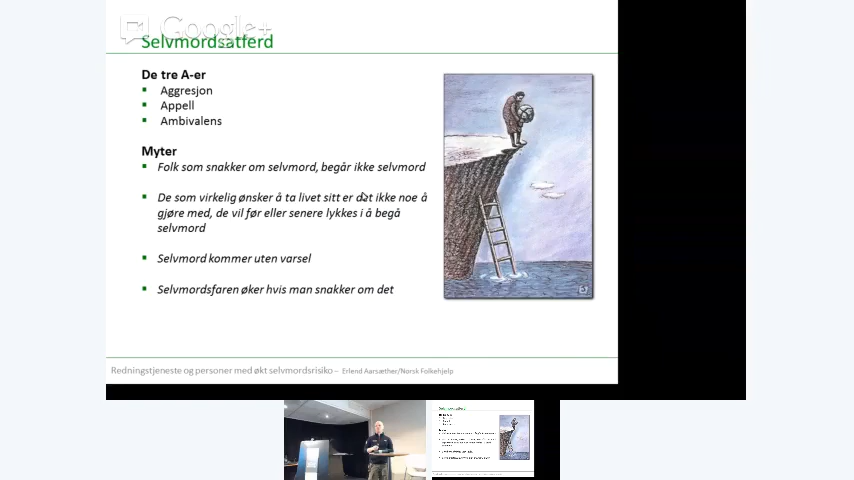 Google+
Selvmordsatferd
De tre A-er
Aggresjon
Appell
Ambivalens
Myter
Folk som snakker om selvmord, begår ikke selvmord
De som virkelig ønsker å ta livet sitt er det ikke noe å
gjøre med, de vil før eller senere lykkes i å begå
selvmord
Selvmord kommer uten varsel
Selvmordsfaren øker hvis man snakker om det
Redningstjeneste og personer med økt selvmordsrisiko – Erlend Aarsæther/Norsk Folkehjelp